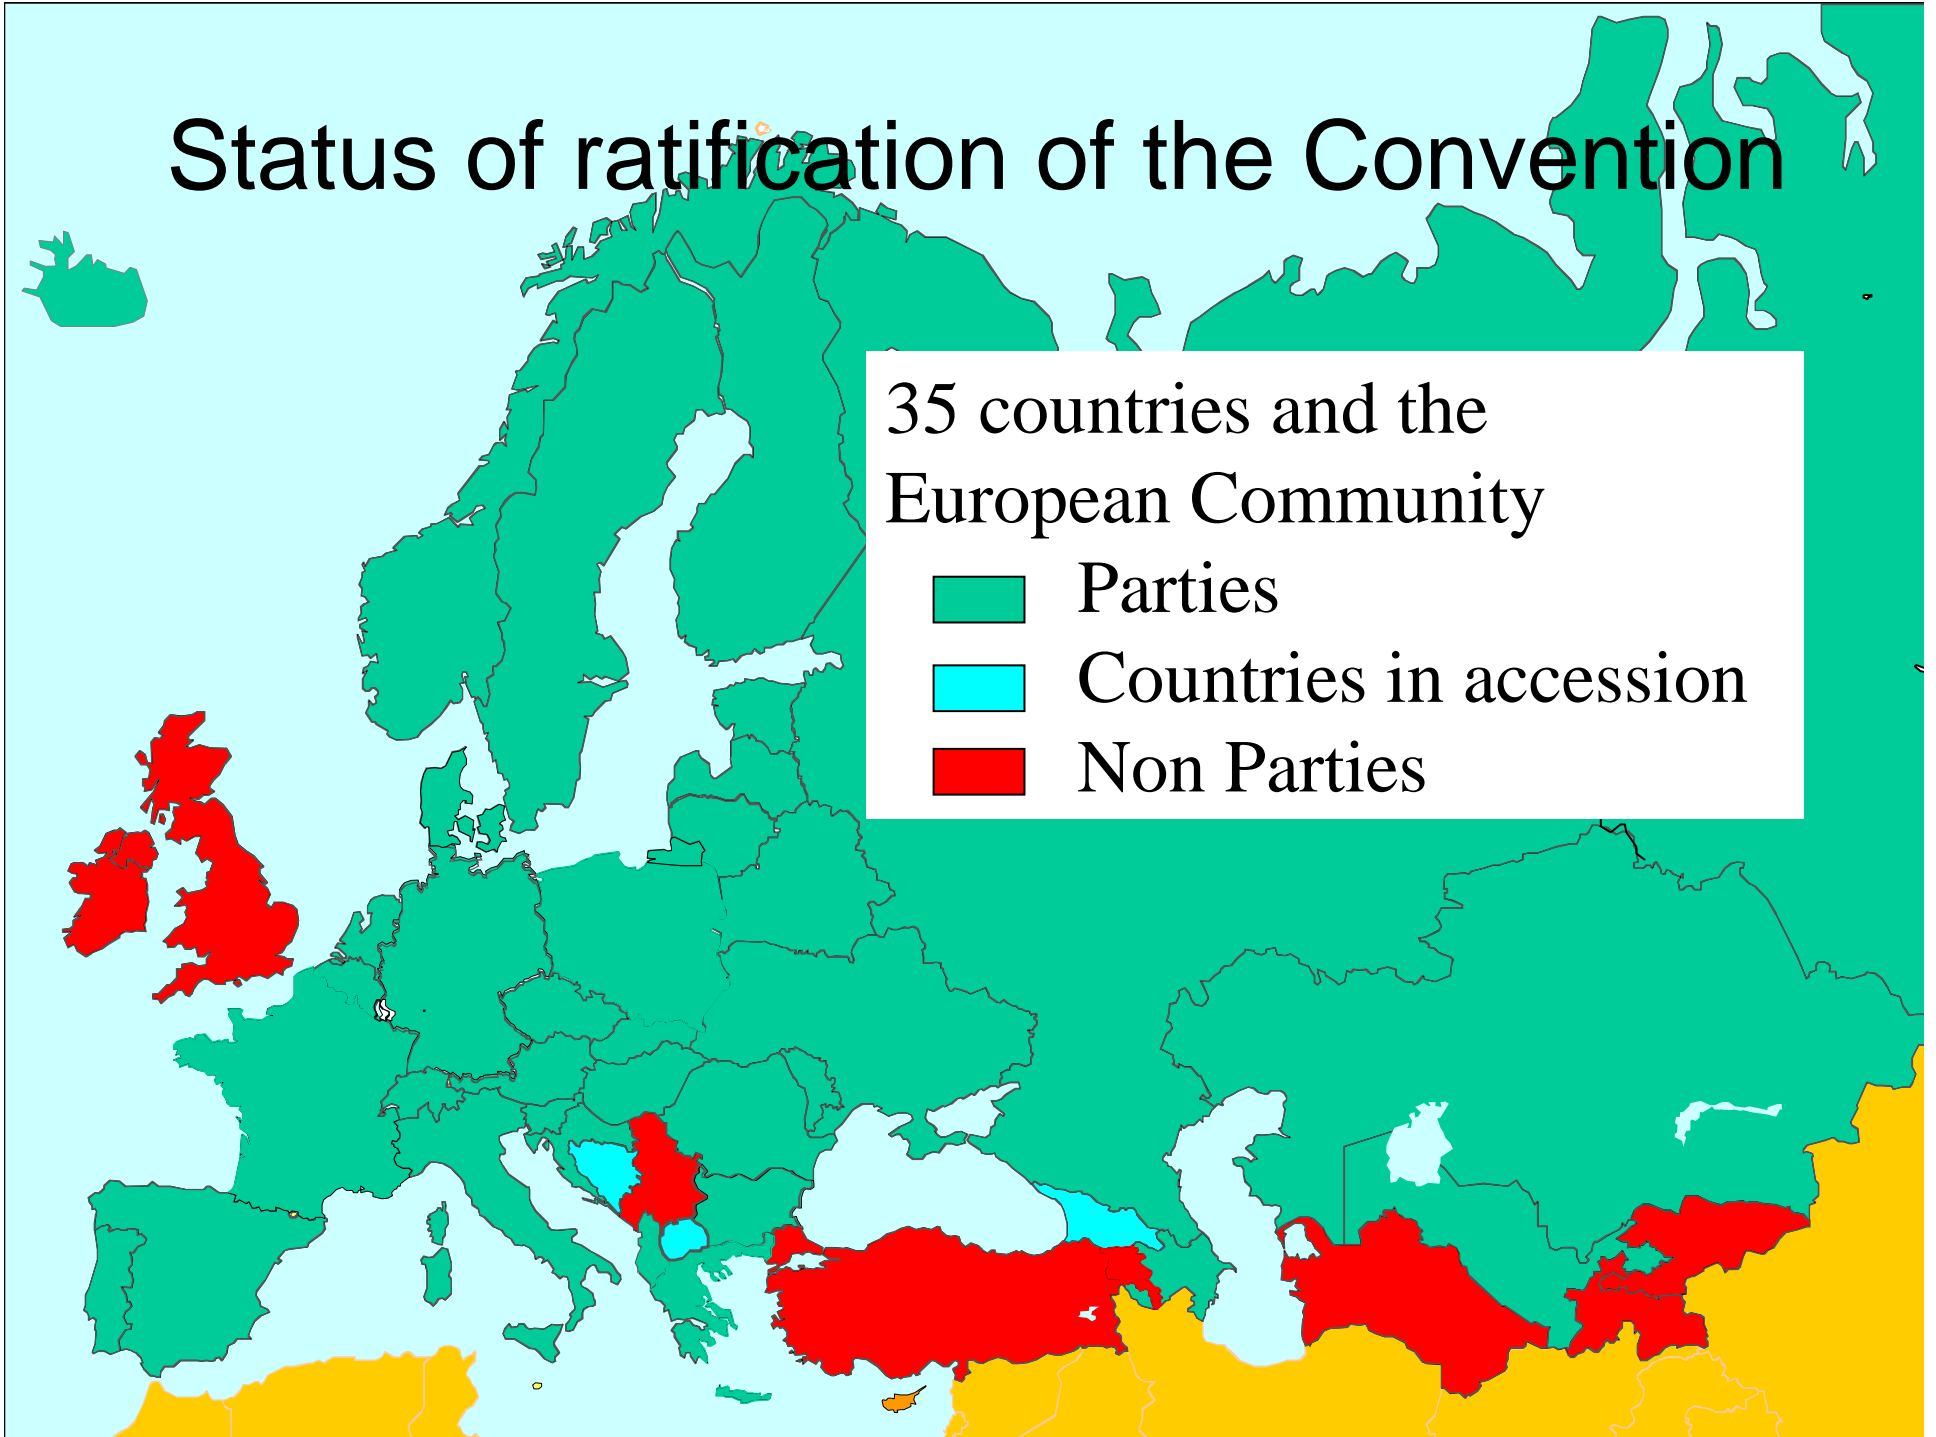 Status of ratification of the Convention
35 countries and the
European Community
Parties
Countries in accession
Non Parties